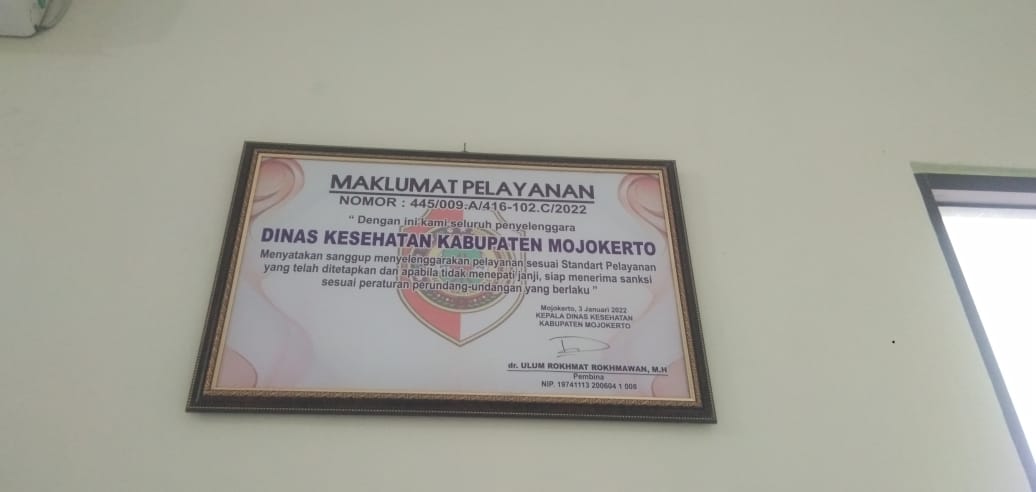 MAKLUMAT PELAYANAN
NOMOR : 445/009.A/416-102.C/2022
“ Dengan ini kami seluruh penyelenggara
DINAS KESEHATAN KABUPATEN MOJOKERTO
Menyatakan sanggup menyelenggarakan pelayanan sesuai Standart Pelayanan
yang telah ditetapkan dan apabila tidak menepati janji, siap menerima sanksi
sesuai peraturan perundang-undangan yang berlaku ”
Mojokerto, 3 Januari 2022
KEPALA DINAS KESEHATAN
KABUPATEN MOJOKERTO
dr. ULUM ROKHMAT ROKHMAWAN, M.H
Pembina
NIP. 19741113 200604 1 008